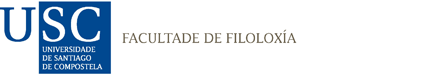 USC
UNIVERSIDADE
DE SANTIAGO
DE COMPOSTELA
FACULTADE DE FILOLOXÍA